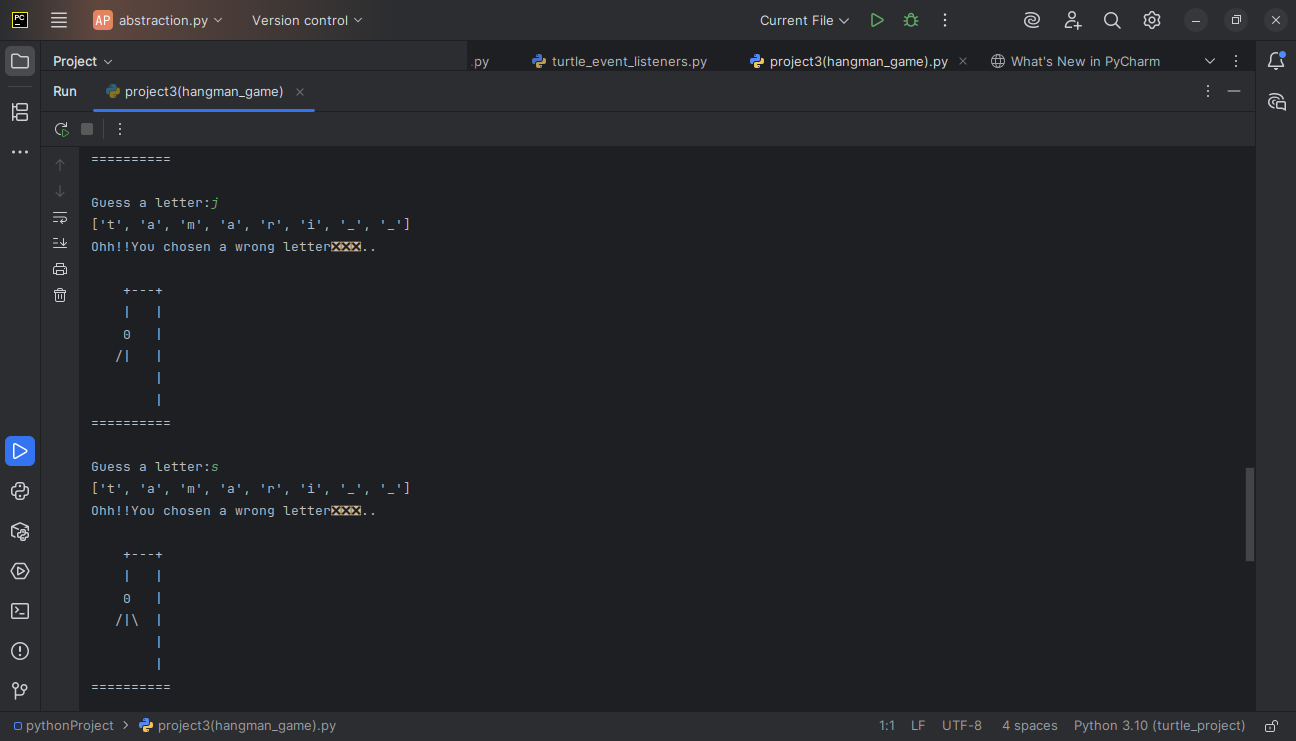 PC
AP abstraction.py Version control Current File
Project .py turtle_event_listeners.py project3(hangman_game).py What's New in PyCharm
Run project3(hangman_game)
==========
Guess a letter:j
['t', 'a', 'm', 'a', 'r', 'i', '_', '_']
Ohh!!You chosen a wrong letter..
    +---+
    |   |
    0   |
   /|   |
        |
        |
==========
Guess a letter:s
['t', 'a', 'm', 'a', 'r', 'i', '_', '_']
Ohh!!You chosen a wrong letter..
    +---+
    |   |
    0   |
   /|\  |
        |
        |
==========
pythonProject > project3(hangman_game).py 1:1 LF UTF-8 4 spaces Python 3.10 (turtle_project)